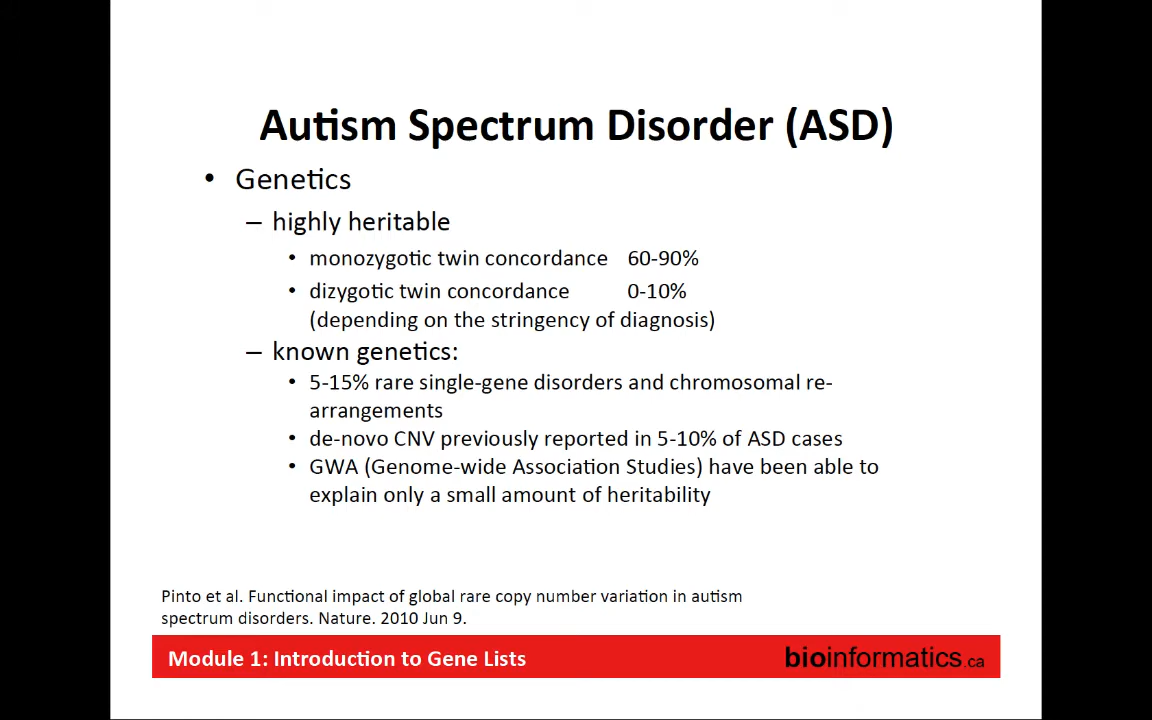 Autism Spectrum Disorder (ASD)
• Genetics
– highly heritable
• monozygotic twin concordance 60-90%
• dizygotic twin concordance 0-10%
(depending on the stringency of diagnosis)
– known genetics:
• 5-15% rare single-gene disorders and chromosomal re-
arrangements
• de-novo CNV previously reported in 5-10% of ASD cases
• GWA (Genome-wide Association Studies) have been able to
explain only a small amount of heritability
Pinto et al. Functional impact of global rare copy number variation in autism
spectrum disorders. Nature. 2010 Jun 9.
Module 1: Introduction to Gene Lists
bioinformatics.ca